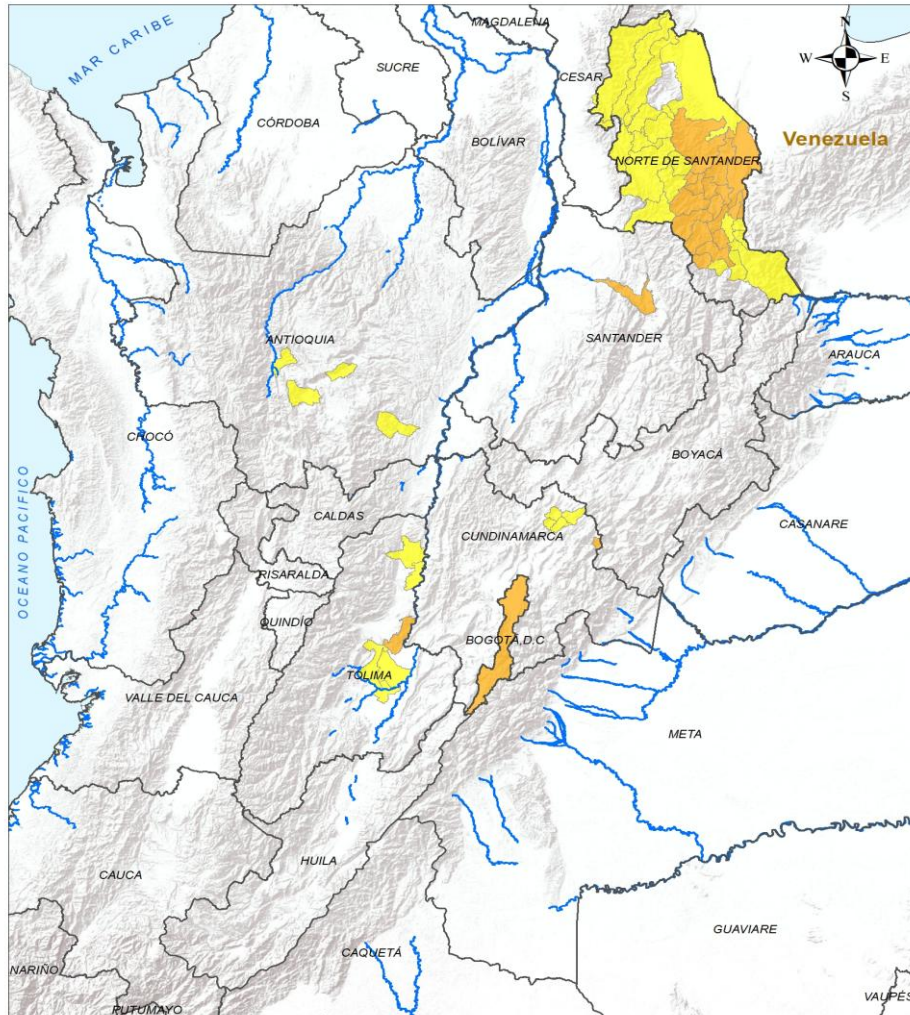 MAGDALENA
MAR CARIBE
N
W
E
S
SUCRE
CESAR
CÓRDOBA
BOLÍVAR
Venezuela
NORTE DE SANTANDER
ANTIOQUIA
SANTANDER
ARAUCA
CHOCÓ
BOYACÁ
OCEANO PACIFICO
CALDAS
CUNDINAMARCA
CASANARE
RISARALDA
QUINDÍO
BOGOTÁ, D.C
TOLIMA
VALLE DEL CAUCA
META
HUILA
CAUCA
GUAVIARE
CAQUETÁ
NARIÑO
PUTUMAYO
VAUPÉS